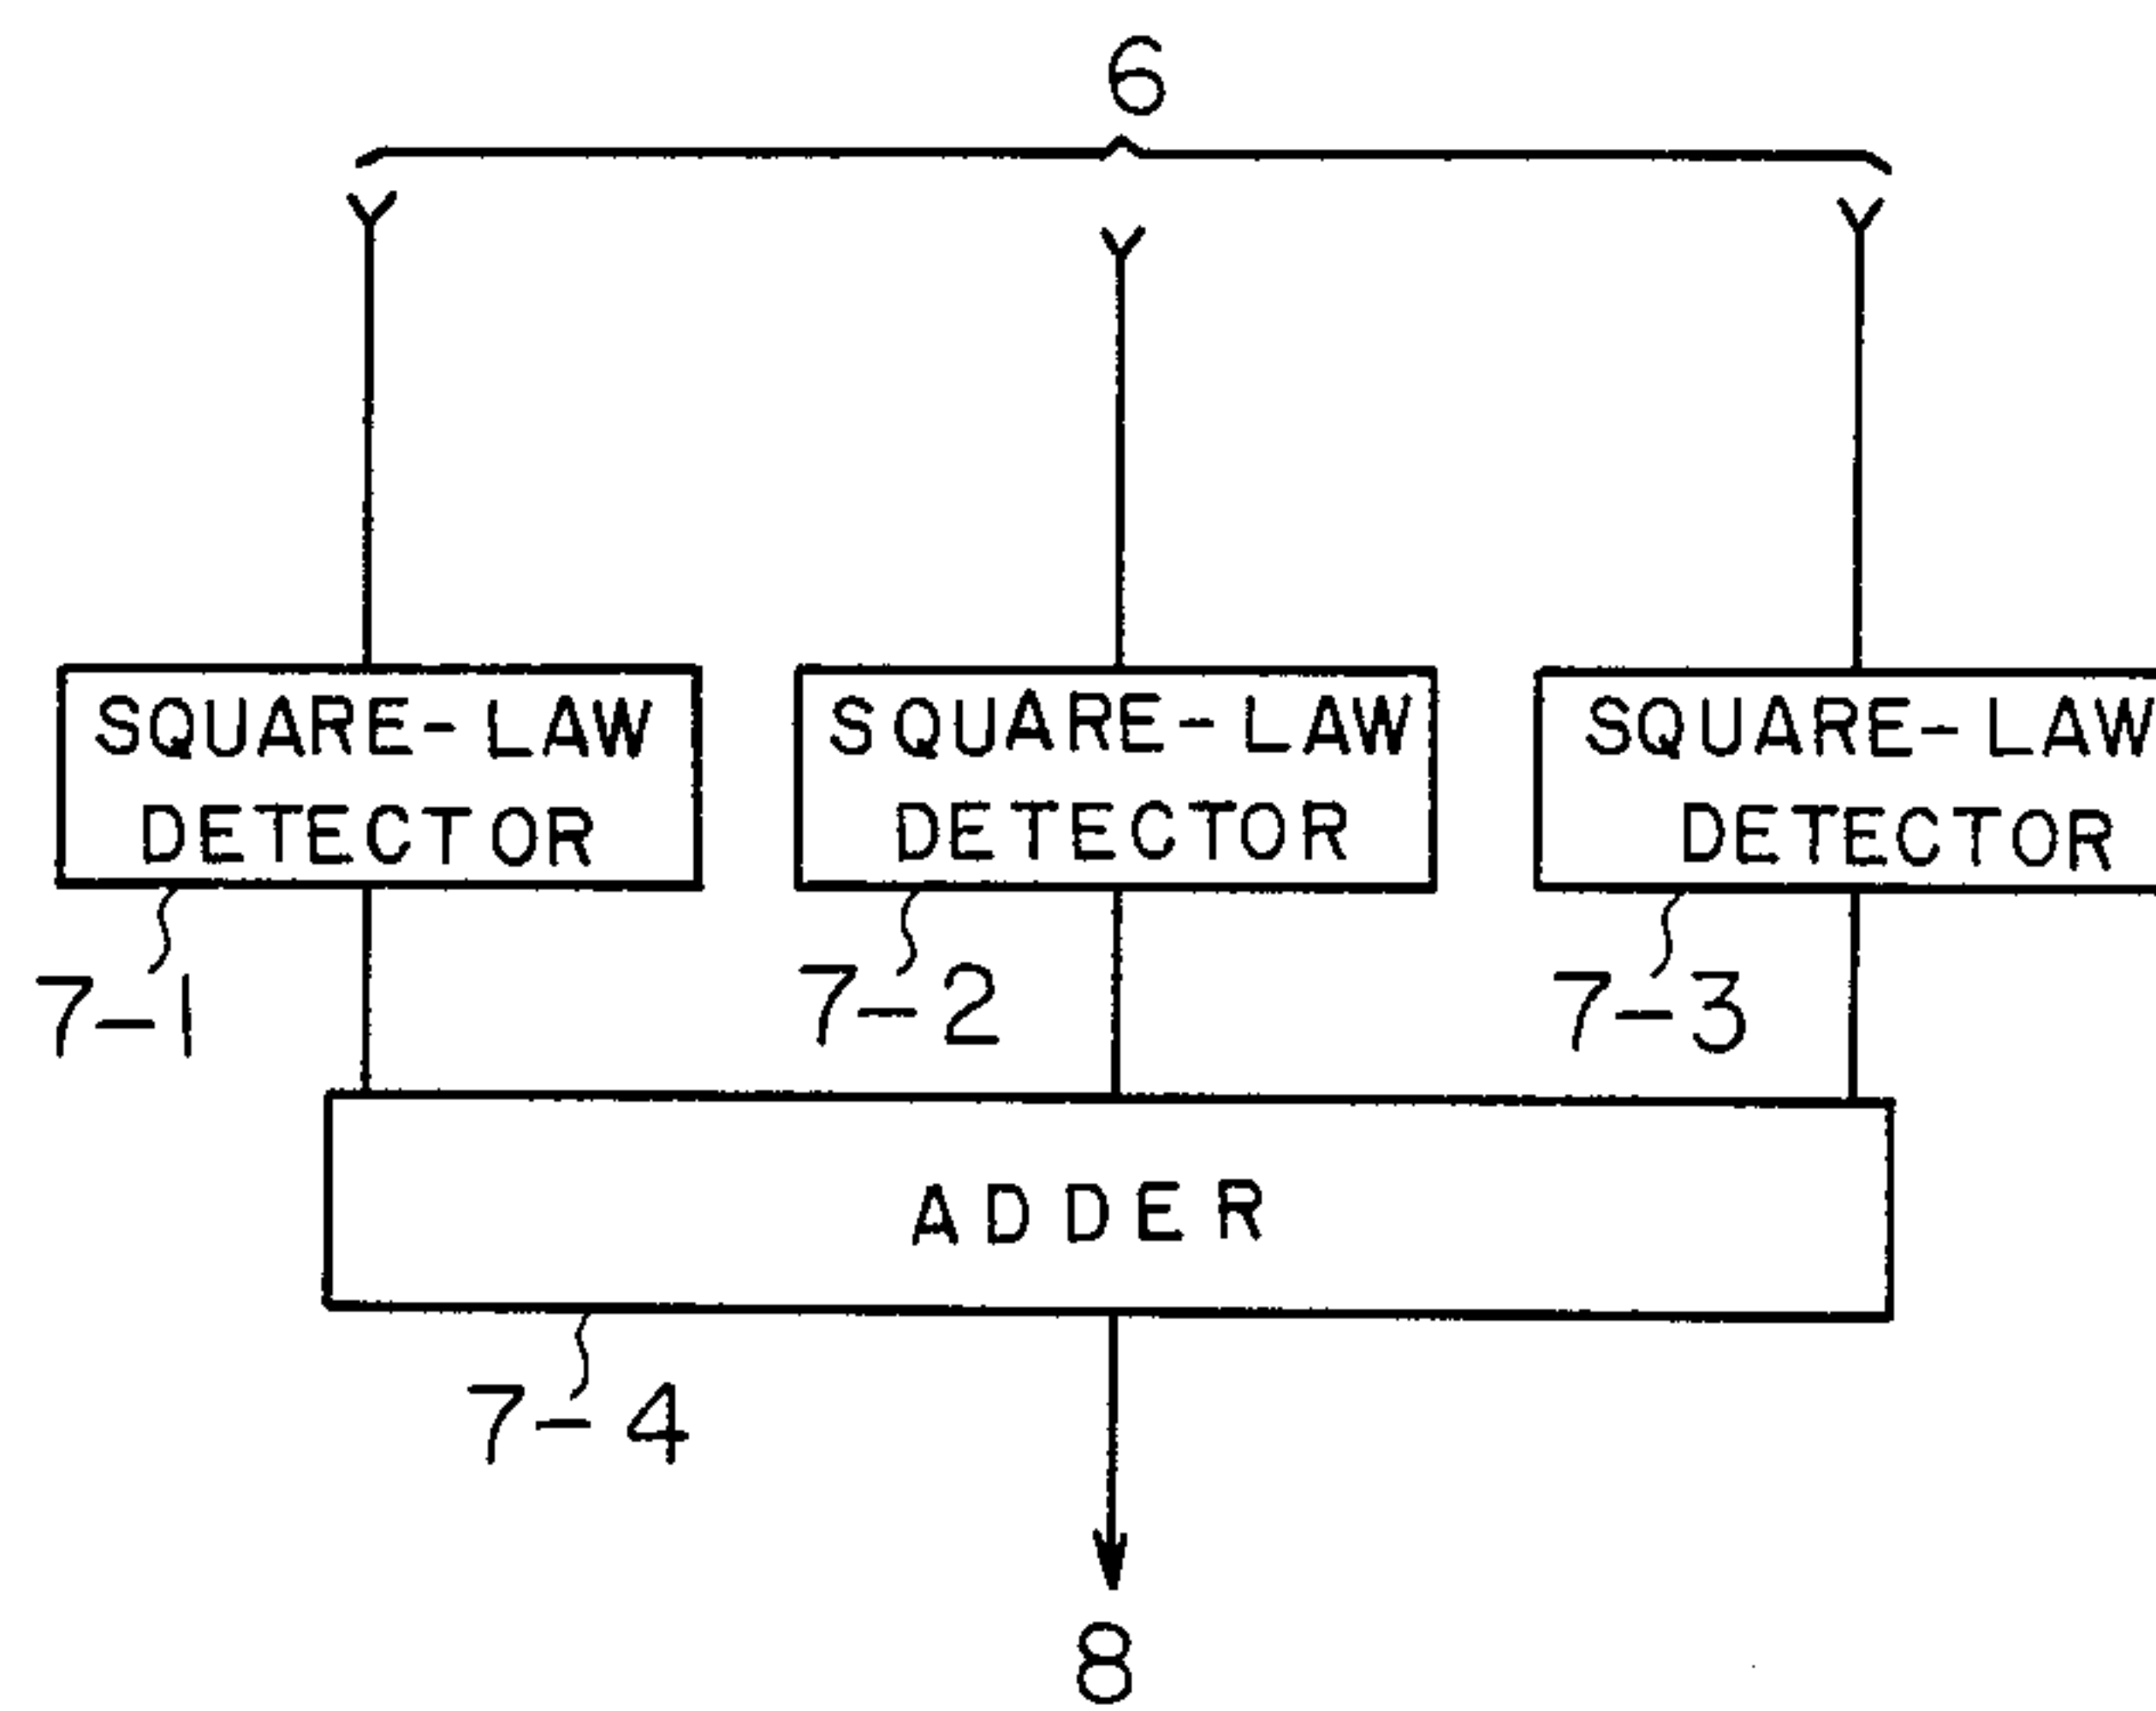 6
SQUARE-LAW
DETECTOR
SQUARE-LAW
DETECTOR
SQUARE-LAW
DETECTOR
7-1
7-2
7-3
ADDER
7-4
8